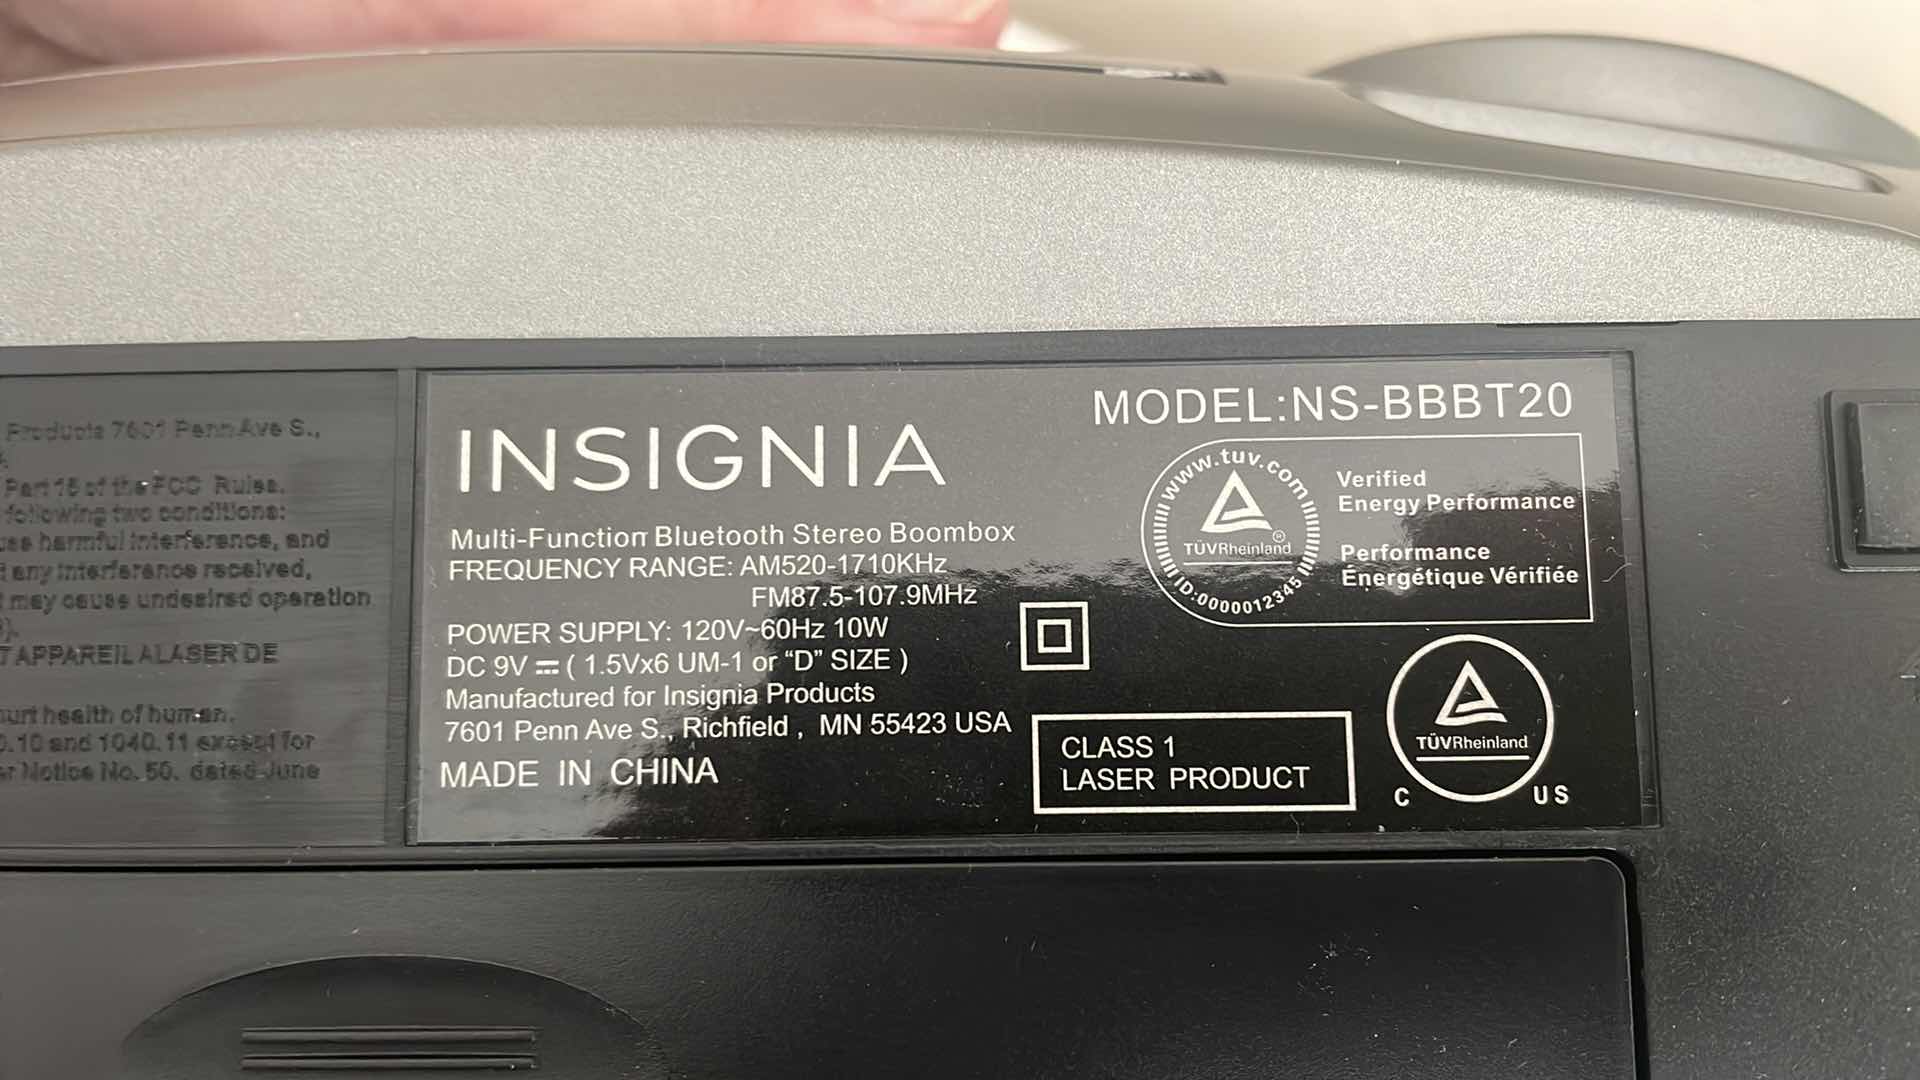 Products 7601 Penn Ave S.,
Part 15 of the FCC Rules.
following two conditions:
harmful interference, and
any interference received,
may cause undesired operation
APPAREIL A LASER DE
health of human.
and 1040.11 except for
Notice No. 50, dated June
INSIGNIA
Multi-Function Bluetooth Stereo Boombox
FREQUENCY RANGE: AM520-1710KHz
FM87.5-107.9MHz
POWER SUPPLY: 120V~60Hz 10W
DC 9V ⎓ ( 1.5Vx6 UM-1 or “D” SIZE )
Manufactured for Insignia Products
7601 Penn Ave S., Richfield , MN 55423 USA
MADE IN CHINA
MODEL:NS-BBBT20
www.tuv.com
TÜVRheinland®
ID:0000012345
Verified
Energy Performance
Performance
Énergétique Vérifiée
CLASS 1
LASER PRODUCT
TÜVRheinland
C US